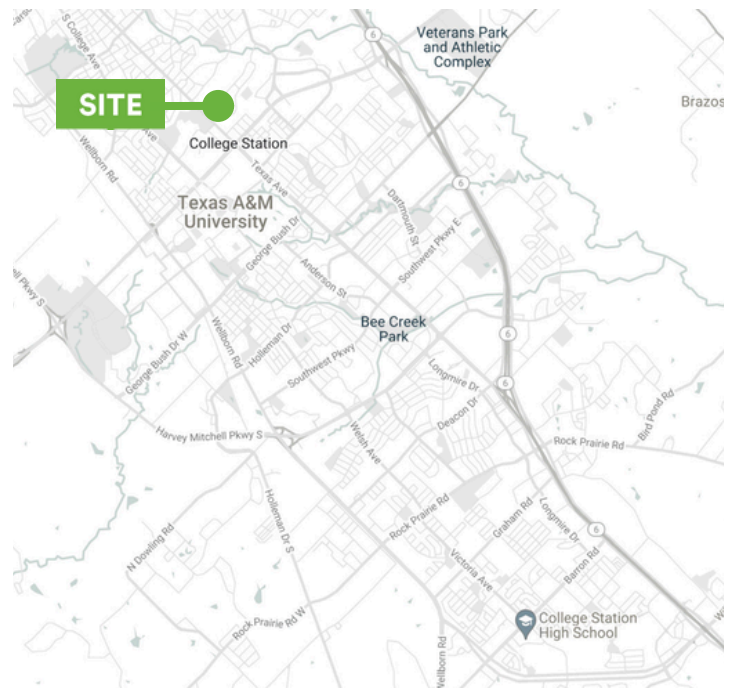 S College Ave
6
Veterans Park
and Athletic
Complex
Brazos
SITE
Ave
Wellborn Rd
College Station
Texas Ave
6
Texas A&M
University
Dartmouth St
George Bush Dr
Southwest Pkwy E
Anderson St
Pkwy S
Bee Creek
Park
6
Wellborn Rd
Holleman Dr
George Bush Dr W
Southwest Pkwy
Longmire Dr
6
Deacon Dr
Bird Pond Rd
Welsh Ave
Harvey Mitchell Pkwy S
Rock Prairie Rd
Holleman Dr S
Rock Prairie Rd
Graham Rd
Longmire Dr
6
N Dowling Rd
Victoria Ave
Barron Rd
Rock Prairie Rd W
College Station
High School
Wellborn Rd